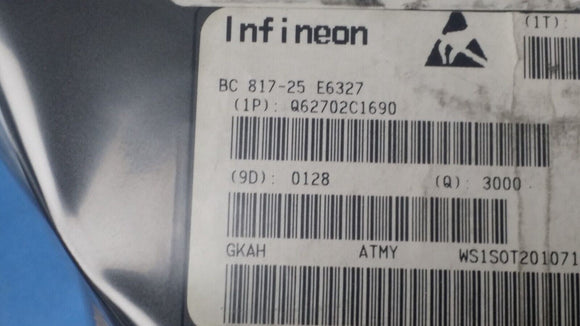 Infineon
(1T):
BC 817-25 E6327
(1P): Q62702C1690
(9D): 0128 (Q): 3000
GKAH ATMY WS1SOT201071